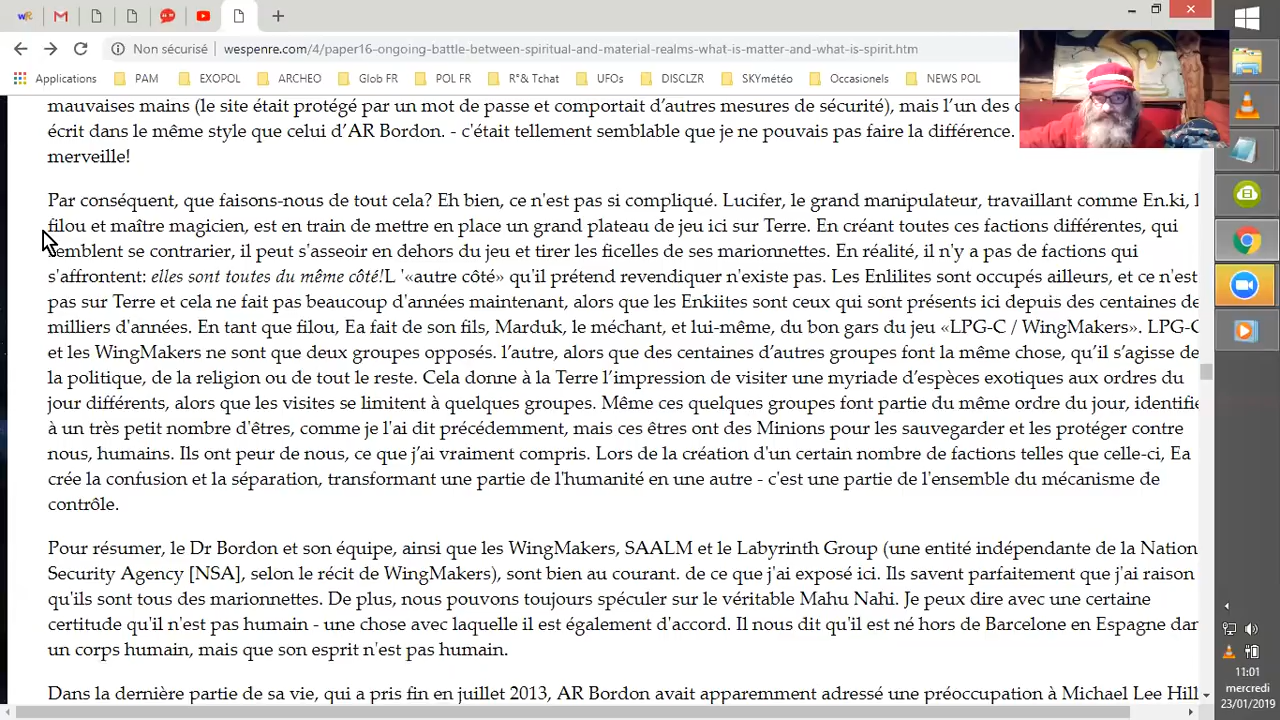 Non sécurisé
wespenre.com/4/paper16-ongoing-battle-between-spiritual-and-material-realms-what-is-matter-and-what-is-spirit.htm
Applications PAM EXOPOL ARCHEO Glob FR POL FR R°& Tchat UFOs DISCLZR SKYmétéo Occasionels NEWS POL
mauvaises mains (le site était protégé par un mot de passe et comportait d’autres mesures de sécurité), mais l’un des
écrit dans le même style que celui d’AR Bordon. - c'était tellement semblable que je ne pouvais pas faire la différence.
merveille!
Par conséquent, que faisons-nous de tout cela? Eh bien, ce n'est pas si compliqué. Lucifer, le grand manipulateur, travaillant comme En.ki,
filou et maître magicien, est en train de mettre en place un grand plateau de jeu ici sur Terre. En créant toutes ces factions différentes, qui
semblent se contrarier, il peut s'asseoir en dehors du jeu et tirer les ficelles de ses marionnettes. En réalité, il n'y a pas de factions qui
s'affrontent: elles sont toutes du même côté!L '«autre côté» qu'il prétend revendiquer n'existe pas. Les Enlilites sont occupés ailleurs, et ce n'est
pas sur Terre et cela ne fait pas beaucoup d'années maintenant, alors que les Enkiites sont ceux qui sont présents ici depuis des centaines de
milliers d'années. En tant que filou, Ea fait de son fils, Marduk, le méchant, et lui-même, du bon gars du jeu «LPG-C / WingMakers». LPG-C
et les WingMakers ne sont que deux groupes opposés. l’autre, alors que des centaines d’autres groupes font la même chose, qu’il s’agisse de
la politique, de la religion ou de tout le reste. Cela donne à la Terre l’impression de visiter une myriade d’espèces exotiques aux ordres du
jour différents, alors que les visites se limitent à quelques groupes. Même ces quelques groupes font partie du même ordre du jour, identifié
à un très petit nombre d'êtres, comme je l'ai dit précédemment, mais ces êtres ont des Minions pour les sauvegarder et les protéger contre
nous, humains. Ils ont peur de nous, ce que j’ai vraiment compris. Lors de la création d'un certain nombre de factions telles que celle-ci, Ea
crée la confusion et la séparation, transformant une partie de l'humanité en une autre - c'est une partie de l'ensemble du mécanisme de
contrôle.
Pour résumer, le Dr Bordon et son équipe, ainsi que les WingMakers, SAALM et le Labyrinth Group (une entité indépendante de la Nation
Security Agency [NSA], selon le récit de WingMakers), sont bien au courant. de ce que j'ai exposé ici. Ils savent parfaitement que j'ai raison
qu'ils sont tous des marionnettes. De plus, nous pouvons toujours spéculer sur le véritable Mahu Nahi. Je peux dire avec une certaine
certitude qu'il n'est pas humain - une chose avec laquelle il est également d’accord. Il nous dit qu'il est né hors de Barcelone en Espagne dan
un corps humain, mais que son esprit n'est pas humain.
Dans la dernière partie de sa vie, qui a pris fin en juillet 2013, AR Bordon avait apparemment adressé une préoccupation à Michael Lee Hill
11:01
mercredi
23/01/2019